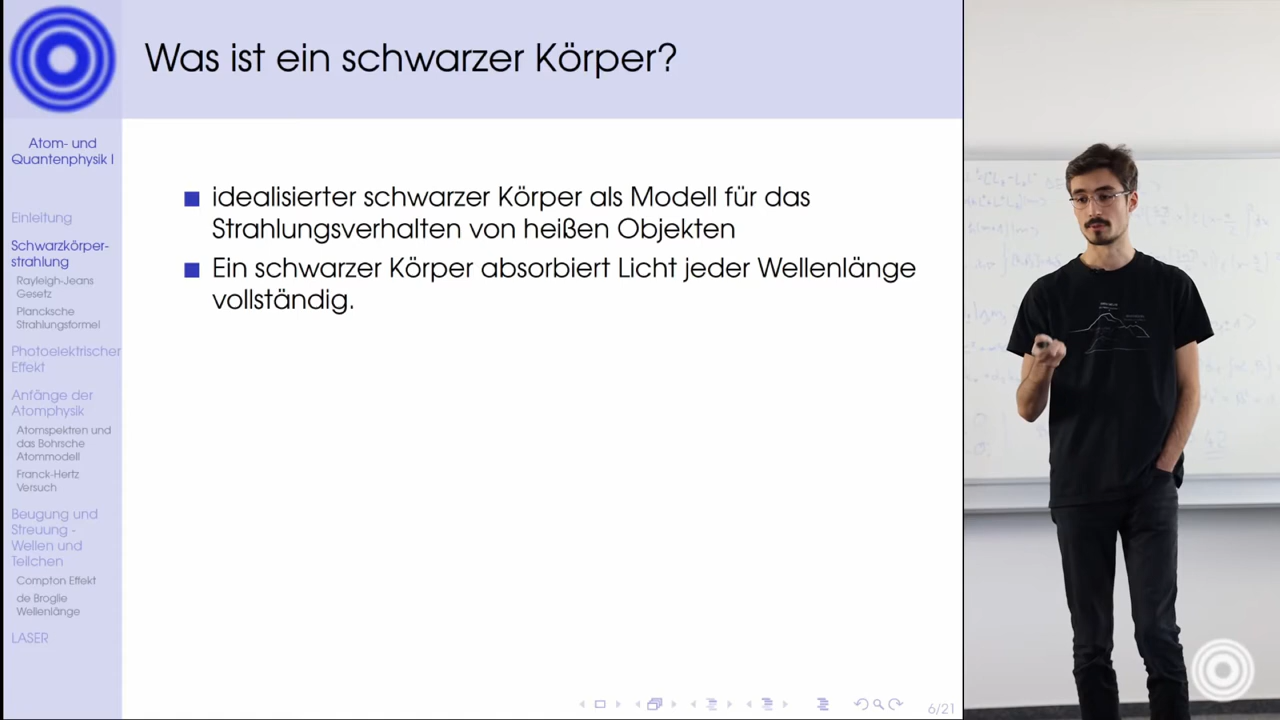 Was ist ein schwarzer Körper?
Atom- und
Quantenphysik I
Einleitung
Schwarzkörper-
strahlung
Rayleigh-Jeans
Gesetz
Plancksche
Strahlungsformel
Photoelektrischer
Effekt
Anfänge der
Atomphysik
Atomspektren und
das Bohrsche
Atommodell
Franck-Hertz
Versuch
Beugung und
Streuung -
Wellen und
Teilchen
Compton Effekt
de Broglie
Wellenlänge
LASER
idealisierter schwarzer Körper als Modell für das
Strahlungsverhalten von heißen Objekten
Ein schwarzer Körper absorbiert Licht jeder Wellenlänge
vollständig.
6/21